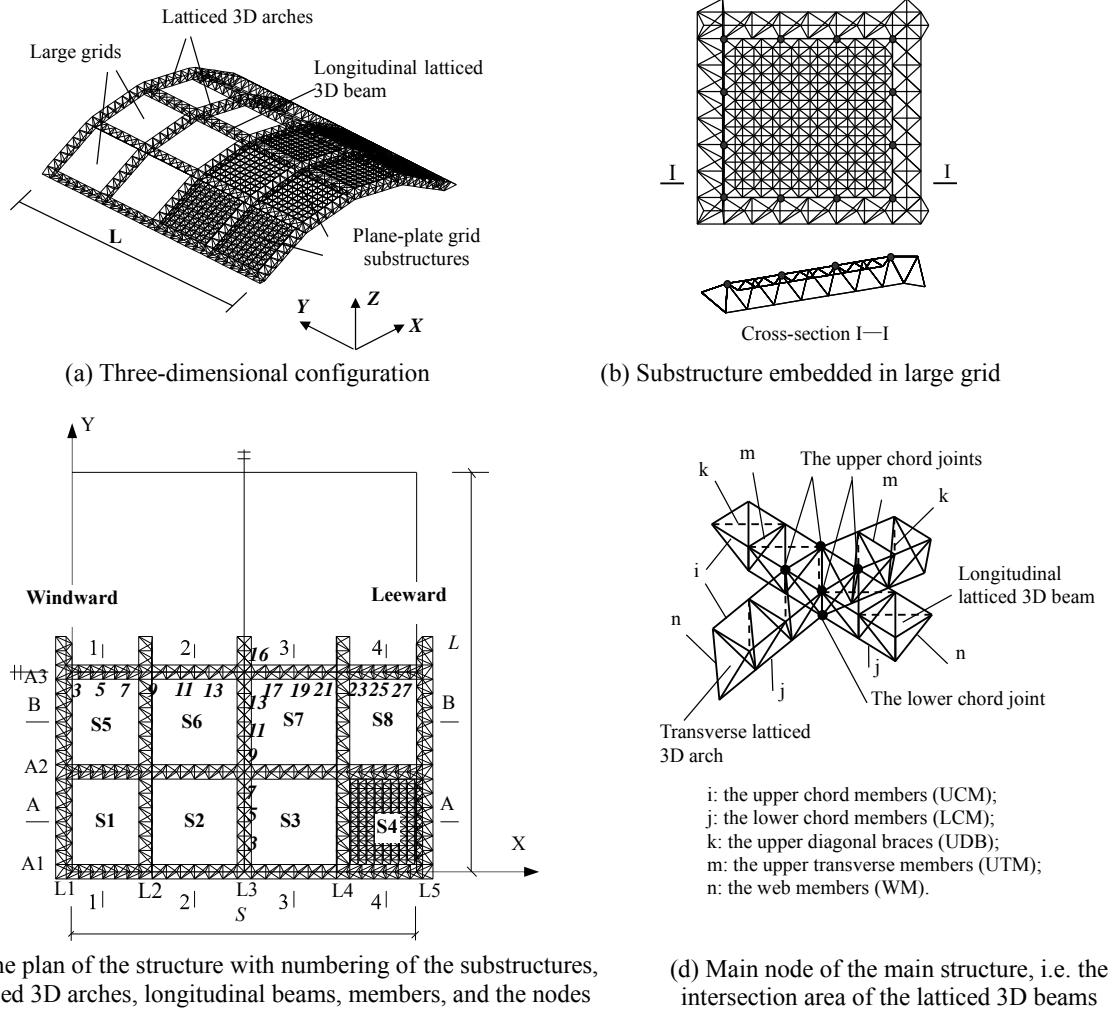 Latticed 3D arches
Large grids
Longitudinal latticed
3D beam
L
Plane-plate grid
substructures
Z
Y
X
(a) Three-dimensional configuration
I
I
Cross-section I—I
(b) Substructure embedded in large grid
Y
Windward
Leeward
1
2
16
3
4
L
A3
3 5 7 9 11 13 17 19 21 23 25 27
13
B
B
S5
S6
S7
S8
11
9
A2
7
A
A
S1
S2
5
S3
S4
3
X
A1
L1
L2
L3
L4
L5
1
2
3
4
S
ne plan of the structure with numbering of the substructures,
ed 3D arches, longitudinal beams, members, and the nodes
m
The upper chord joints
k
m
k
i
Longitudinal
latticed 3D beam
n
n
j
j
The lower chord joint
Transverse latticed
3D arch
i: the upper chord members (UCM);
j: the lower chord members (LCM);
k: the upper diagonal braces (UDB);
m: the upper transverse members (UTM);
n: the web members (WM).
(d) Main node of the main structure, i.e. the
intersection area of the latticed 3D beams